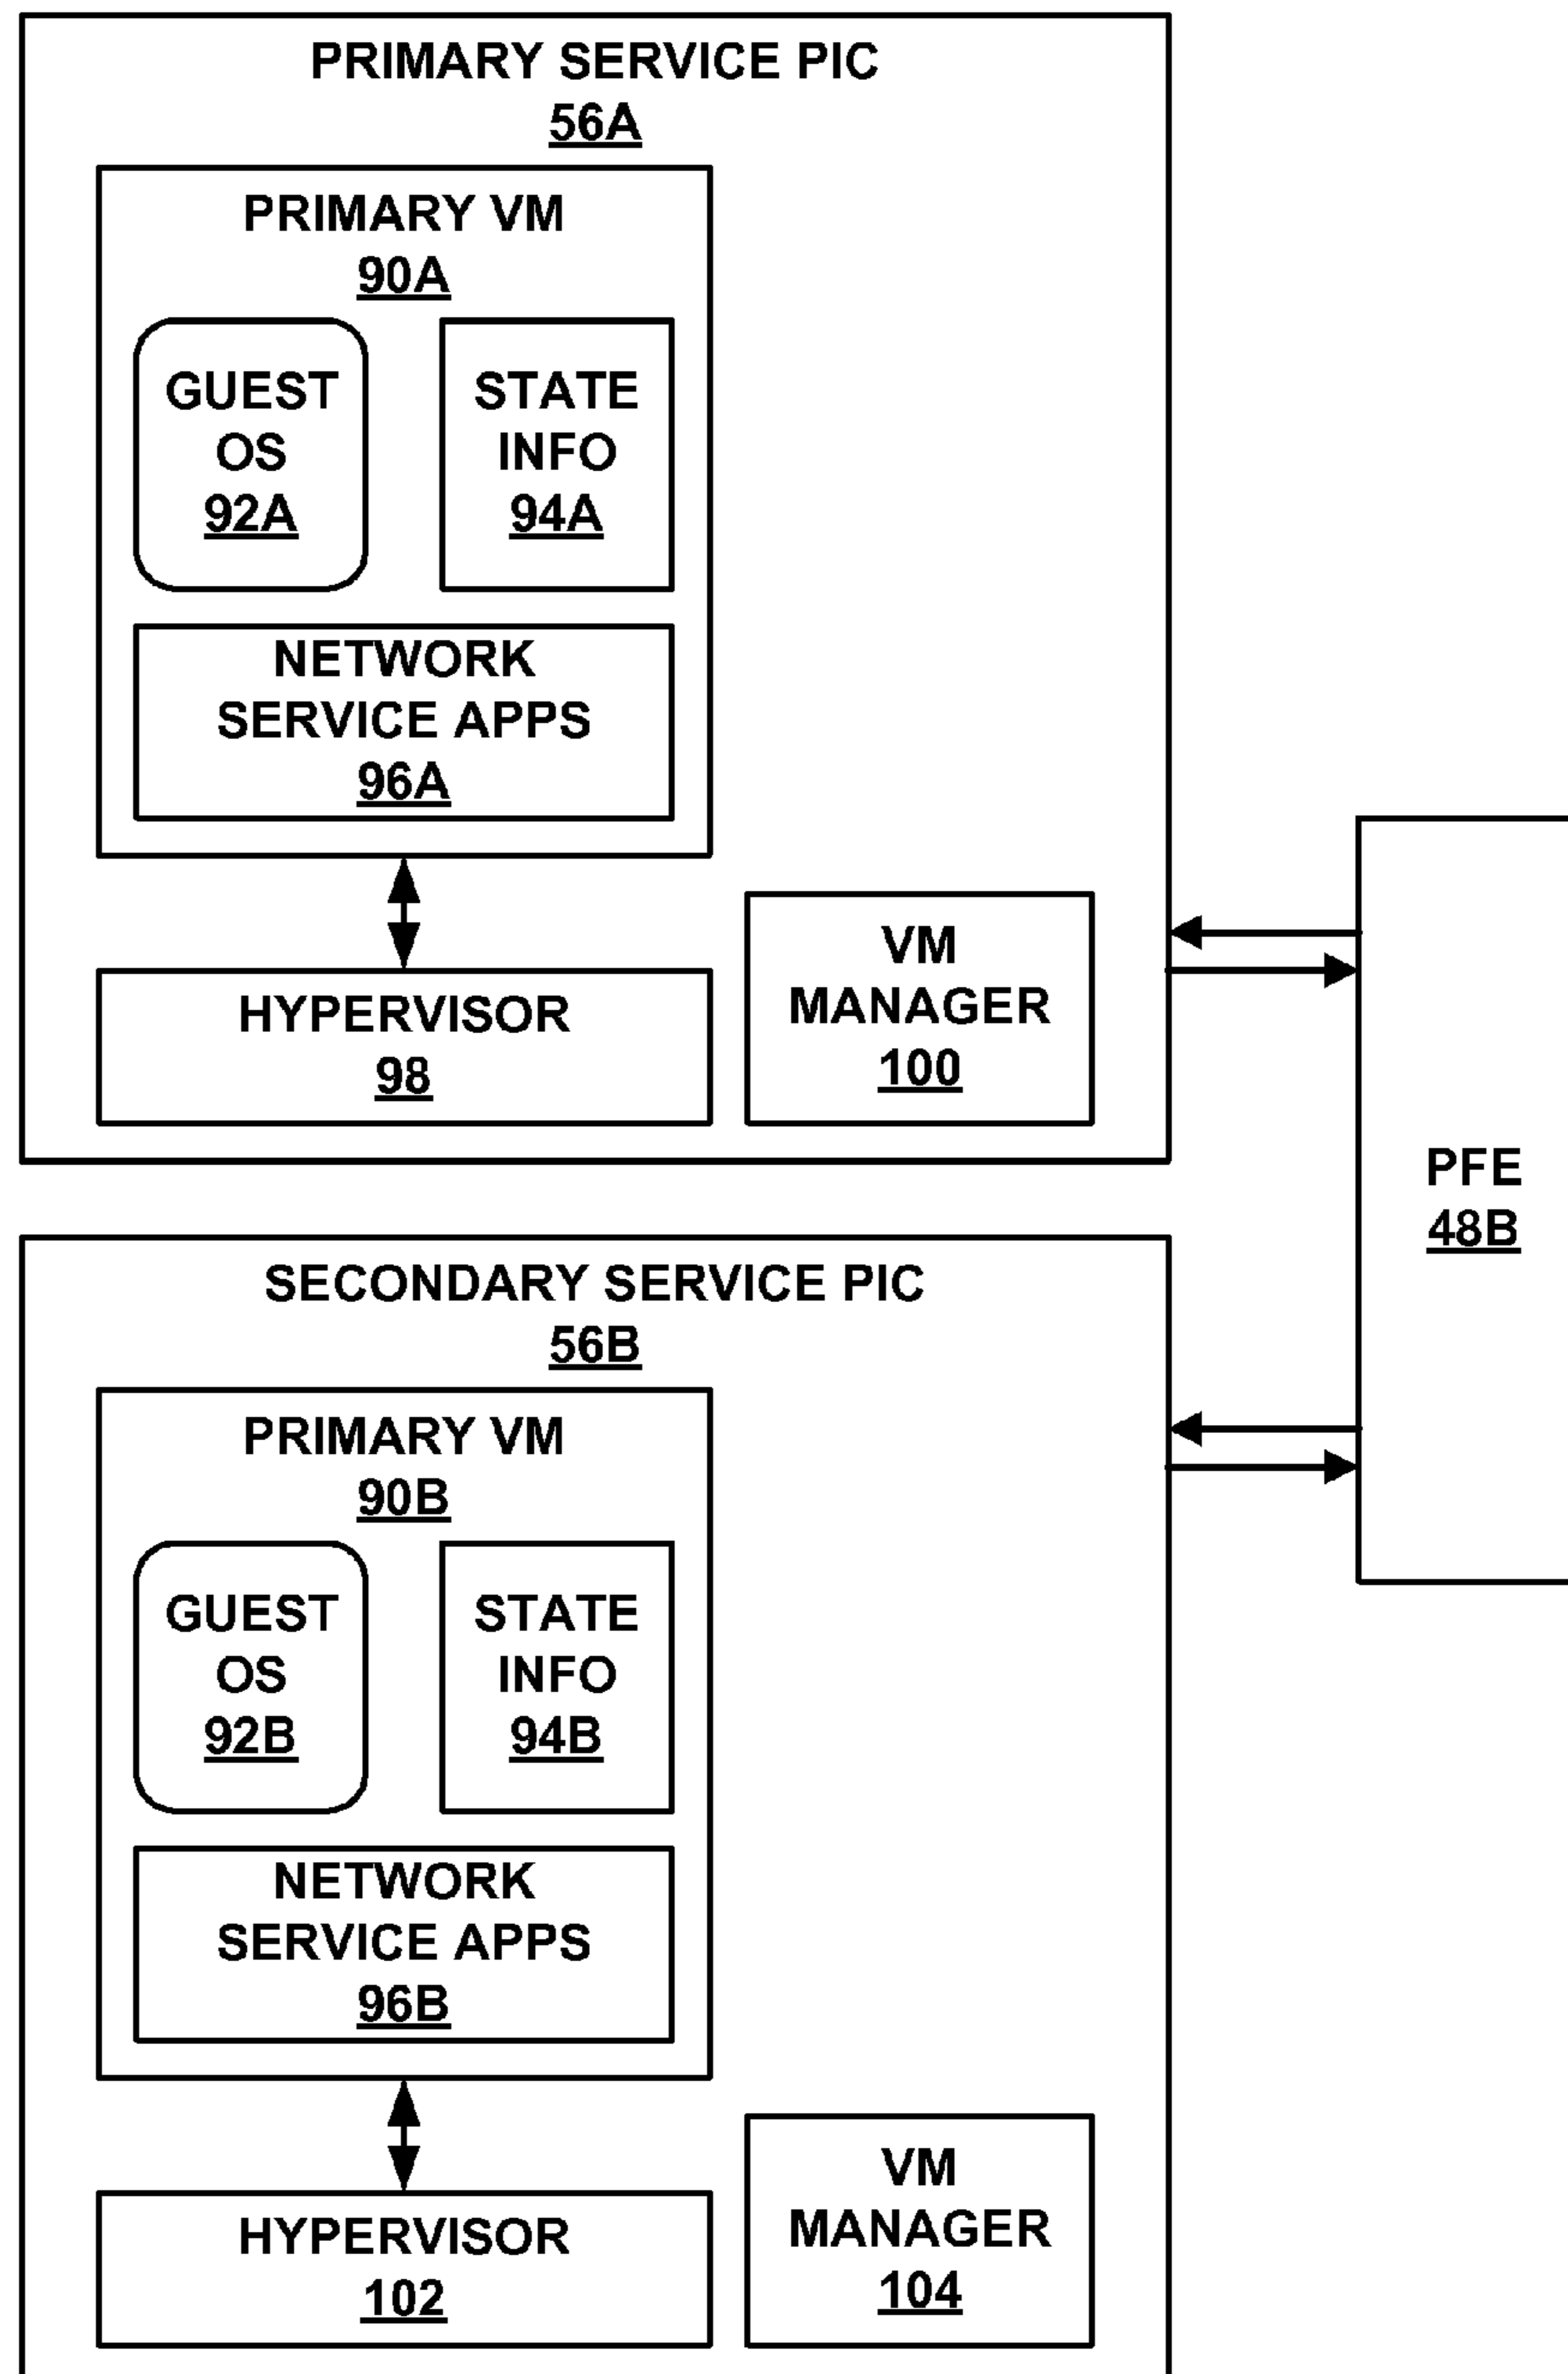 PRIMARY SERVICE PIC
56A
PRIMARY VM
90A
GUEST
OS
92A
STATE
INFO
94A
NETWORK
SERVICE APPS
96A
HYPERVISOR
98
VM
MANAGER
100
PFE
48B
SECONDARY SERVICE PIC
56B
PRIMARY VM
90B
GUEST
OS
92B
STATE
INFO
94B
NETWORK
SERVICE APPS
96B
HYPERVISOR
102
VM
MANAGER
104